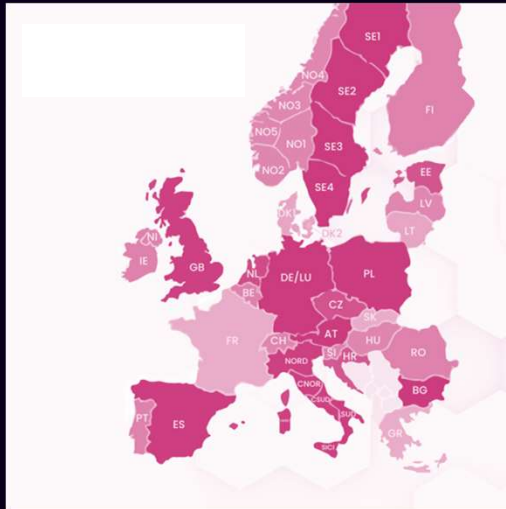 SE1
NO4
SE2
NO3
FI
NO5
NO1
SE3
NO2
EE
SE4
LV
DK1
LT
DK2
NI
IE
GB
NL
DE/LU
PL
BE
CZ
SK
FR
CH
AT
HU
NORD
SI
HR
RO
CNOR
CSUD
BG
PT
ES
SUD
GR
SICI